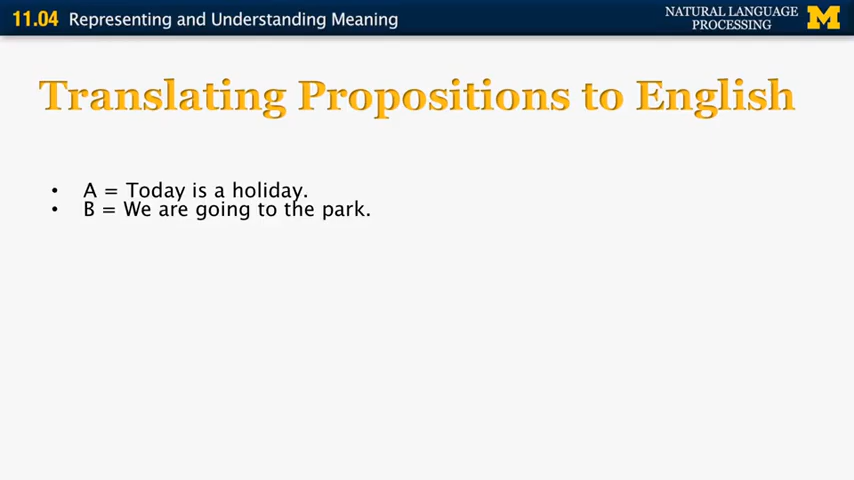 11.04 Representing and Understanding Meaning
NATURAL LANGUAGE
PROCESSING
M
Translating Propositions to English
• A = Today is a holiday.
• B = We are going to the park.